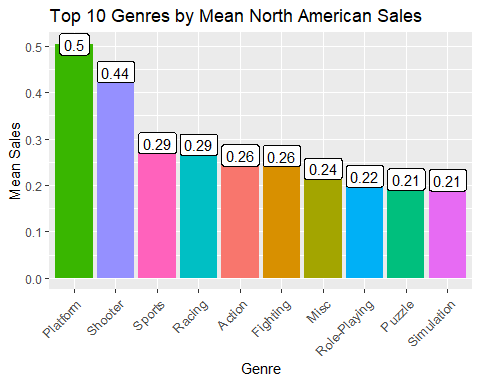 Top 10 Genres by Mean North American Sales
Mean Sales
0.5
0.4
0.3
0.2
0.1
0.0
0.5
0.44
0.29
0.29
0.26
0.26
0.24
0.22
0.21
0.21
Platform
Shooter
Sports
Racing
Action
Fighting
Misc
Role-Playing
Puzzle
Simulation
Genre